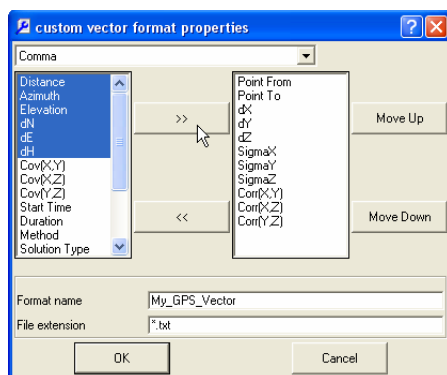 custom vector format properties
Comma
Distance
Azimuth
Elevation
dN
dE
dH
Cov(X,Y)
Cov(X,Z)
Cov(Y,Z)
Start Time
Duration
Method
Solution Type
>>
<<
Point From
Point To
dX
dY
dZ
SigmaX
SigmaY
SigmaZ
Corr(X,Y)
Corr(X,Z)
Corr(Y,Z)
Move Up
Move Down
Format name
My_GPS_Vector
File extension
*.txt
OK
Cancel